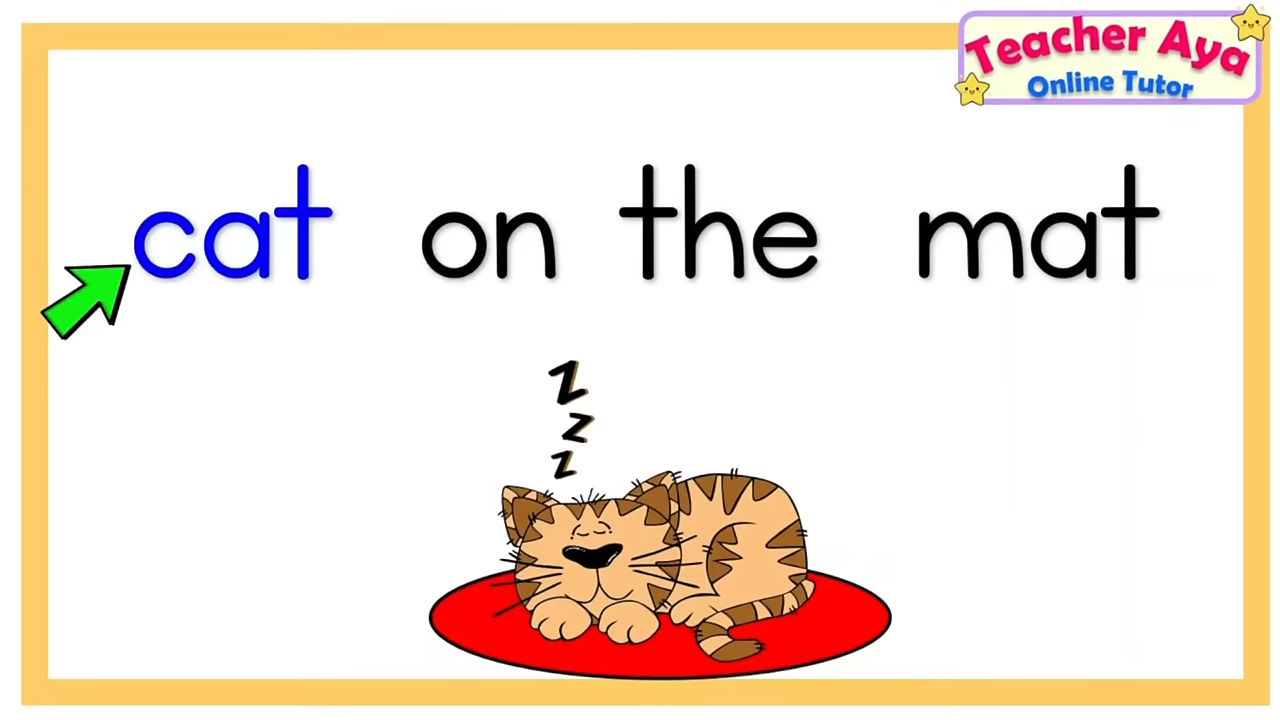 Teacher Aya
Online Tutor
cat on the mat
z
z
z